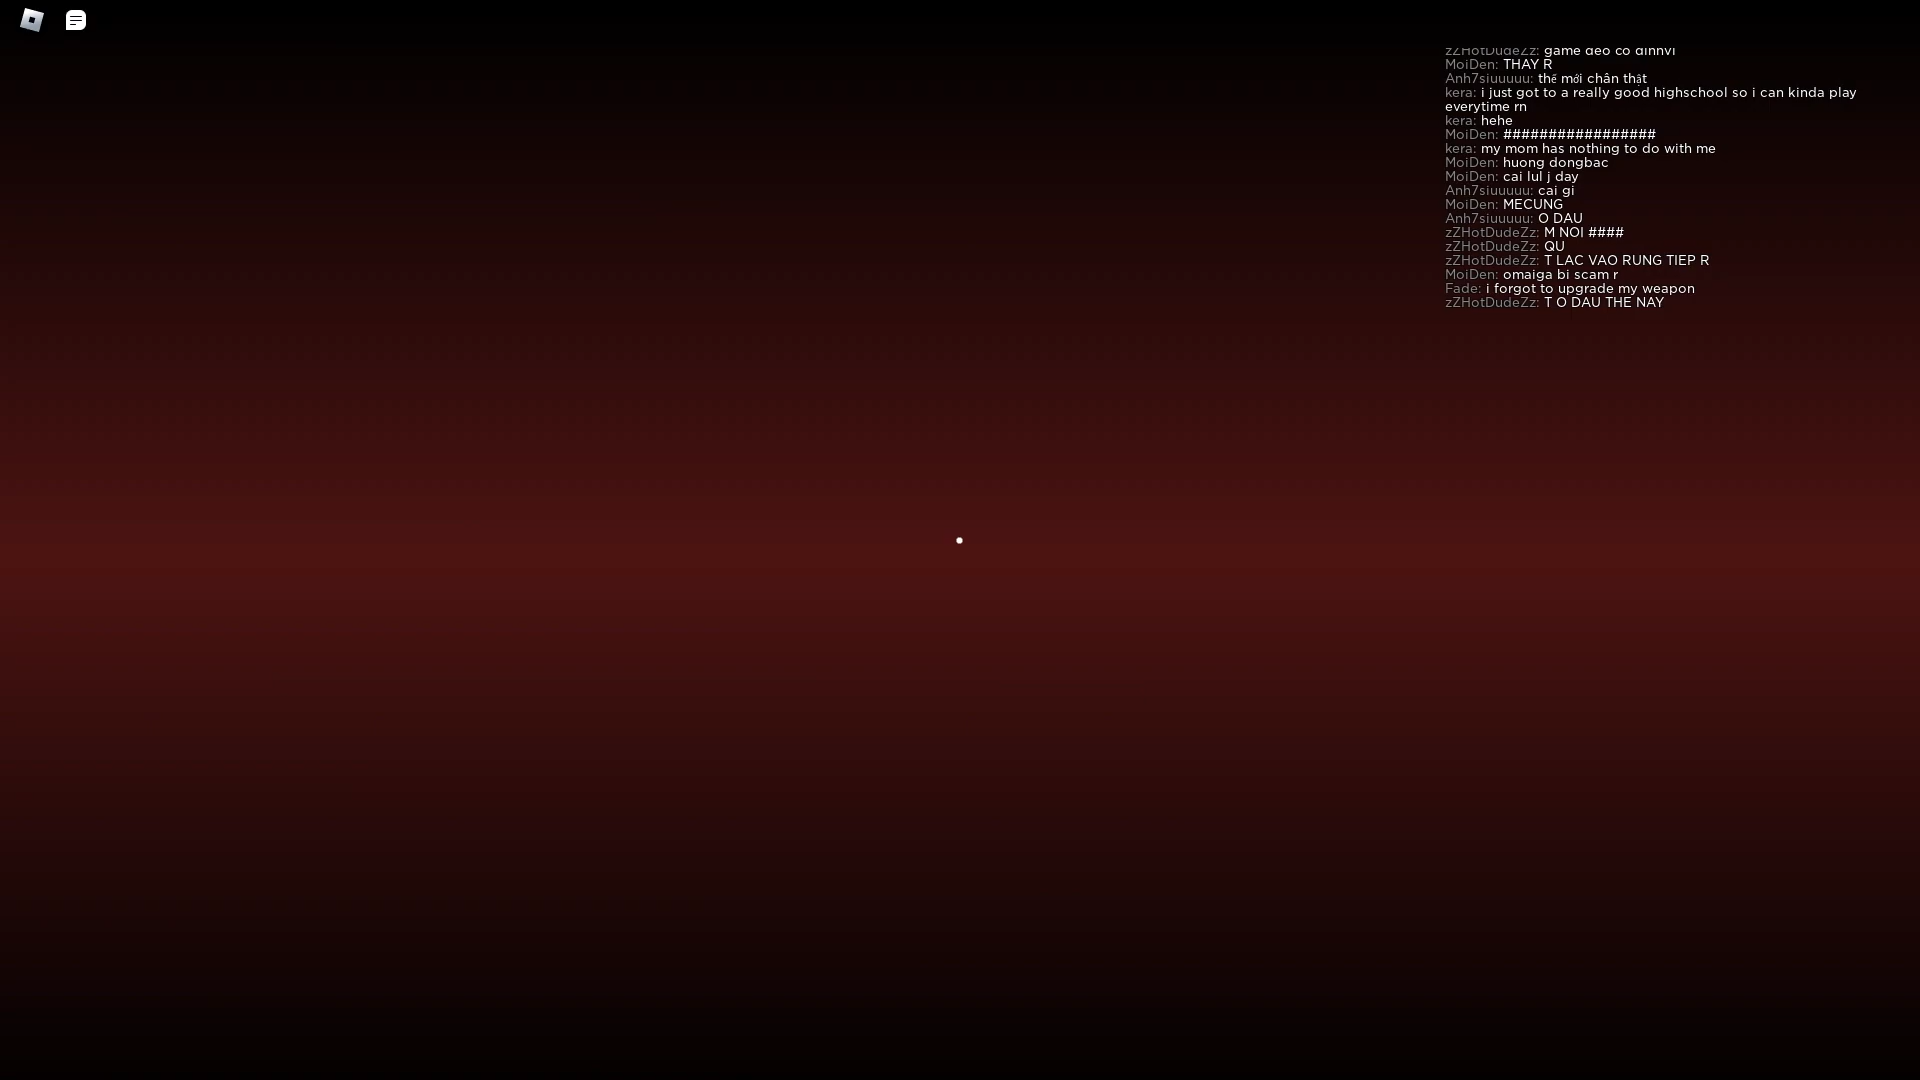 zZHotDudeZz: game deo co dinhvi
MoiDen: THAY R
Anh7siuuuuu: thế mới chân thật
kera: i just got to a really good highschool so i can kinda play
everytime rn
kera: hehe
MoiDen: #################
kera: my mom has nothing to do with me
MoiDen: huong dongbac
MoiDen: cai lul j day
Anh7siuuuuu: cai gi
MoiDen: MECUNG
Anh7siuuuuu: O DAU
zZHotDudeZz: M NOI ####
zZHotDudeZz: QU
zZHotDudeZz: T LAC VAO RUNG TIEP R
MoiDen: omaiga bi scam r
Fade: i forgot to upgrade my weapon
zZHotDudeZz: T O DAU THE NAY